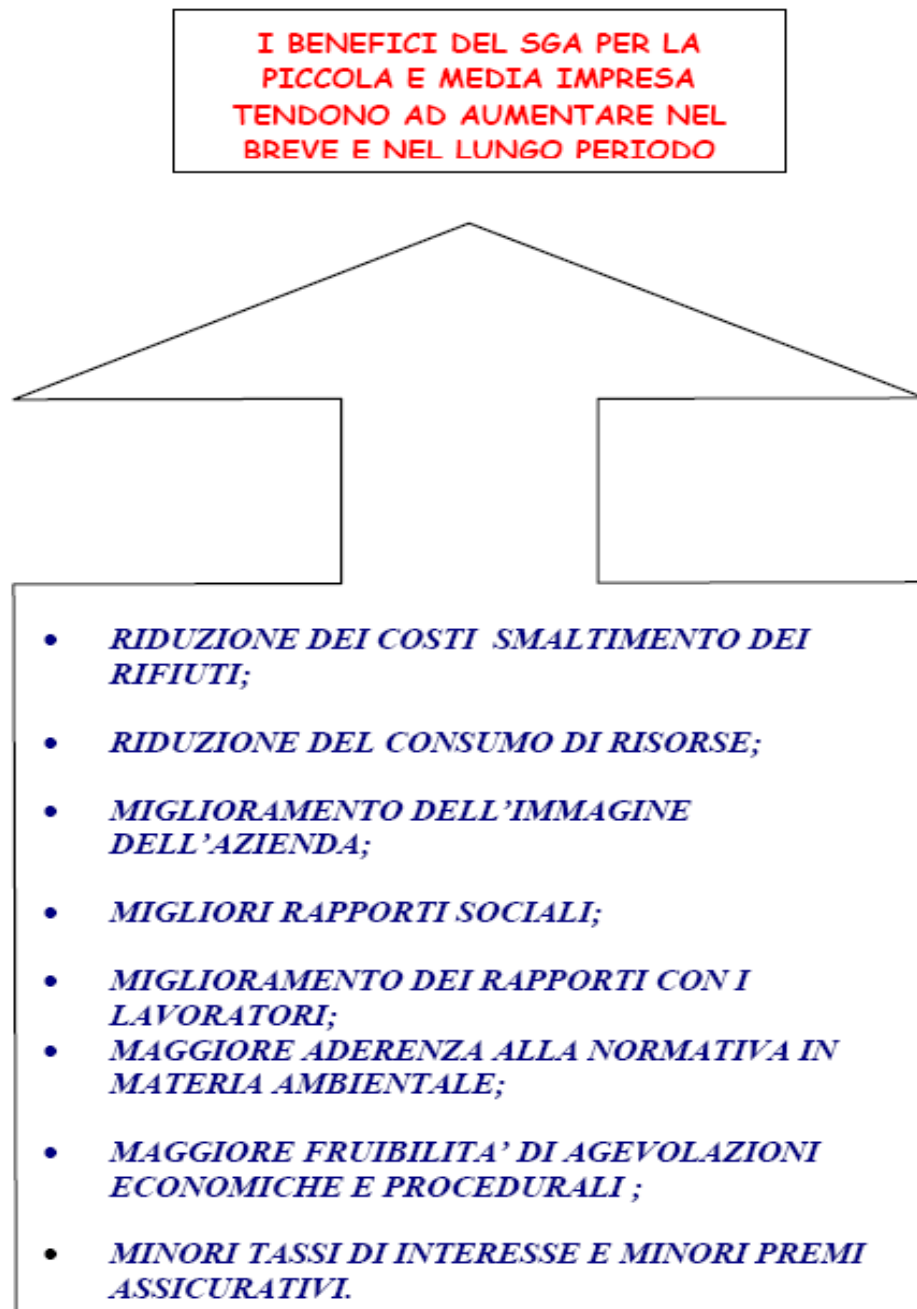 I BENEFICI DEL SGA PER LA
PICCOLA E MEDIA IMPRESA
TENDONO AD AUMENTARE NEL
BREVE E NEL LUNGO PERIODO
• RIDUZIONE DEI COSTI SMALTIMENTO DEI
RIFIUTI;
• RIDUZIONE DEL CONSUMO DI RISORSE;
• MIGLIORAMENTO DELL’IMMAGINE
DELL’AZIENDA;
• MIGLIORI RAPPORTI SOCIALI;
• MIGLIORAMENTO DEI RAPPORTI CON I
LAVORATORI;
• MAGGIORE ADERENZA ALLA NORMATIVA IN
MATERIA AMBIENTALE;
• MAGGIORE FRUIBILITA’ DI AGEVOLAZIONI
ECONOMICHE E PROCEDURALI ;
• MINORI TASSI DI INTERESSE E MINORI PREMI
ASSICURATIVI.